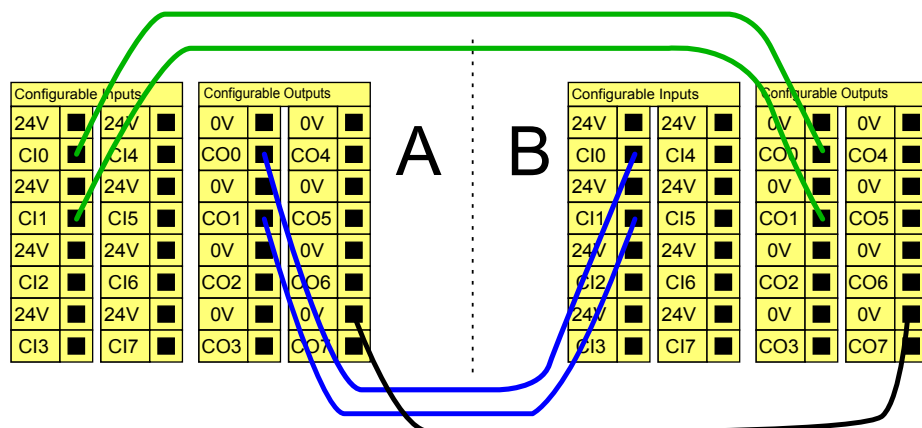 Configurable Inputs
24V 24V
CI0 CI4
24V 24V
CI1 CI5
24V 24V
CI2 CI6
24V 24V
CI3 CI7
Configurable Outputs
0V 0V
CO0 CO4
0V 0V
CO1 CO5
0V 0V
CO2 CO6
0V 0V
CO3 CO7
A
B
Configurable Inputs
24V 24V
CI0 CI4
24V 24V
CI1 CI5
24V 24V
CI2 CI6
24V 24V
CI3 CI7
Configurable Outputs
0V 0V
CO0 CO4
0V 0V
CO1 CO5
0V 0V
CO2 CO6
0V 0V
CO3 CO7